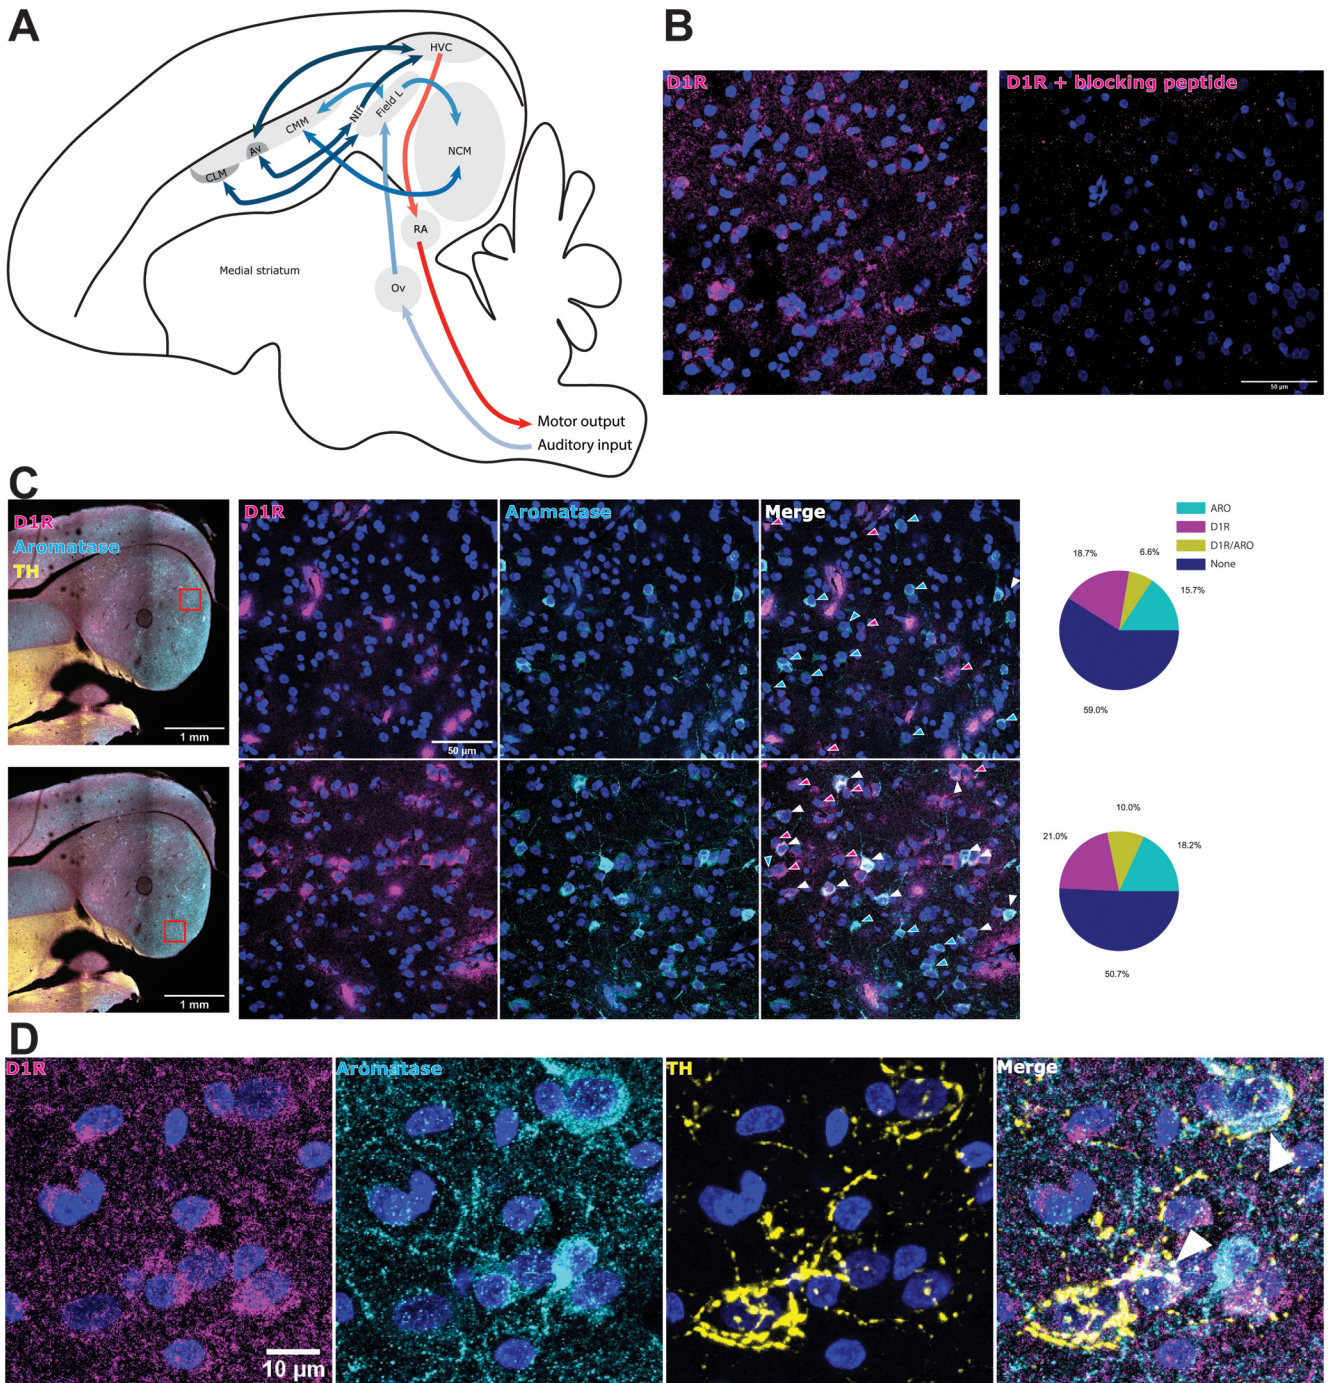 A
HVC
NIf
Field L
CMM
Av
CLM
NCM
RA
Medial striatum
Ov
Motor output
Auditory input
B
D1R
D1R + blocking peptide
50 µm
C
D1R
Aromatase
TH
1 mm
D1R
50 µm
Aromatase
Merge
ARO
D1R
D1R/ARO
None
18.7%
6.6%
15.7%
59.0%
1 mm
10.0%
21.0%
18.2%
50.7%
D
D1R
10 µm
Aromatase
TH
Merge